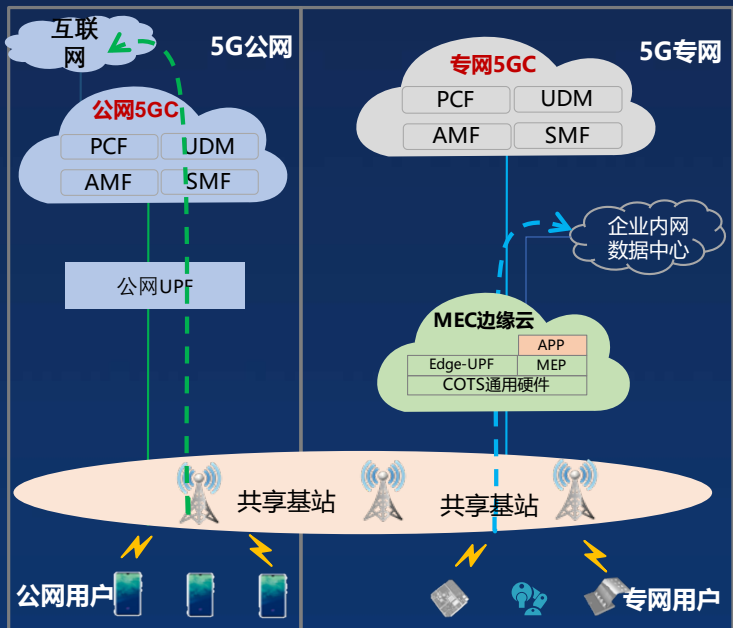 互联
网
5G公网
公网5GC
PCF
UDM
AMF
SMF
公网UPF
5G专网
专网5GC
PCF
UDM
AMF
SMF
企业内网
数据中心
MEC边缘云
APP
Edge-UPF
MEP
COTS通用硬件
共享基站
共享基站
公网用户
专网用户